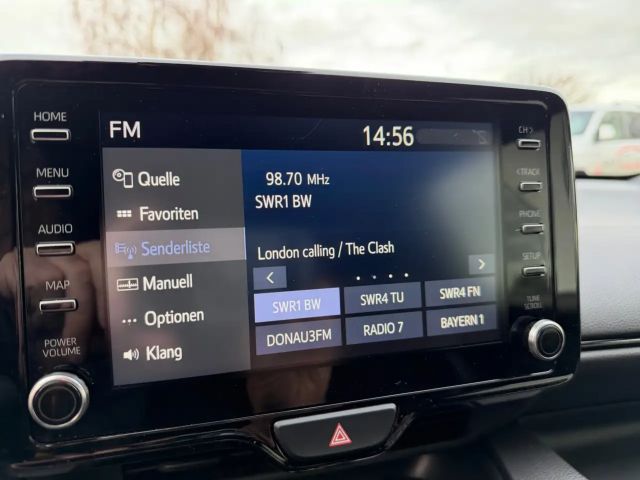 HOME
MENU
AUDIO
MAP
POWER
VOLUME
FM
14:56
Quelle
Favoriten
Senderliste
Manuell
Optionen
Klang
98.70 MHz
SWR1 BW
London calling / The Clash
< >
SWR1 BW SWR4 TU SWR4 FN
DONAU3FM RADIO 7 BAYERN 1
CH>
<TRACK
PHONE
SETUP
TUNE
SCROLL